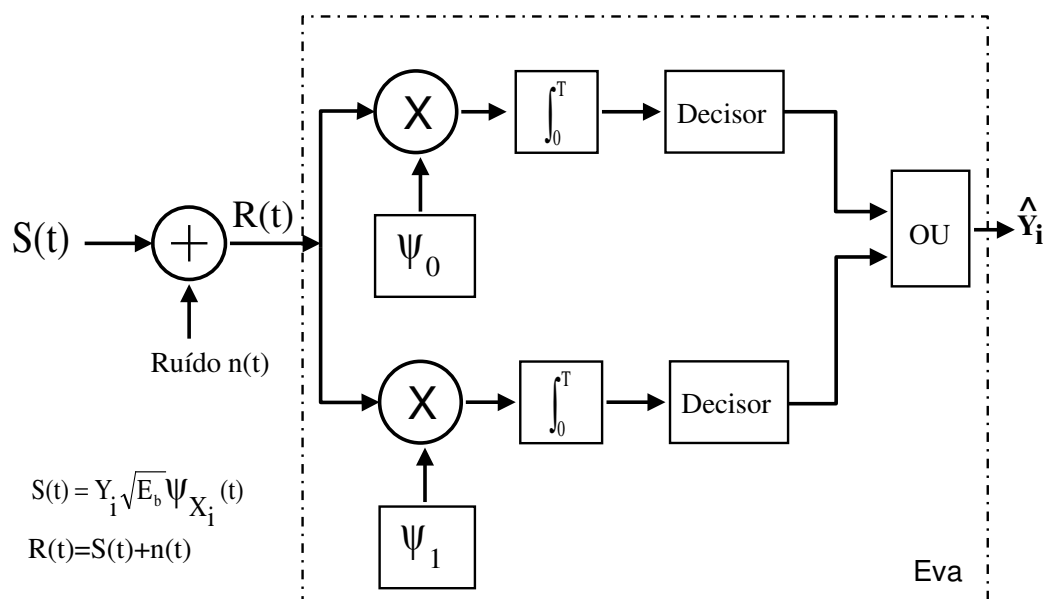 X
∫₀ᵀ
Decisor
S(t)
+
R(t)
ψ₀
OU
Ŷᵢ
Ruído n(t)
X
∫₀ᵀ
Decisor
S(t) = Yᵢ √E_b ψ_Xᵢ (t)
R(t)=S(t)+n(t)
ψ₁
Eva